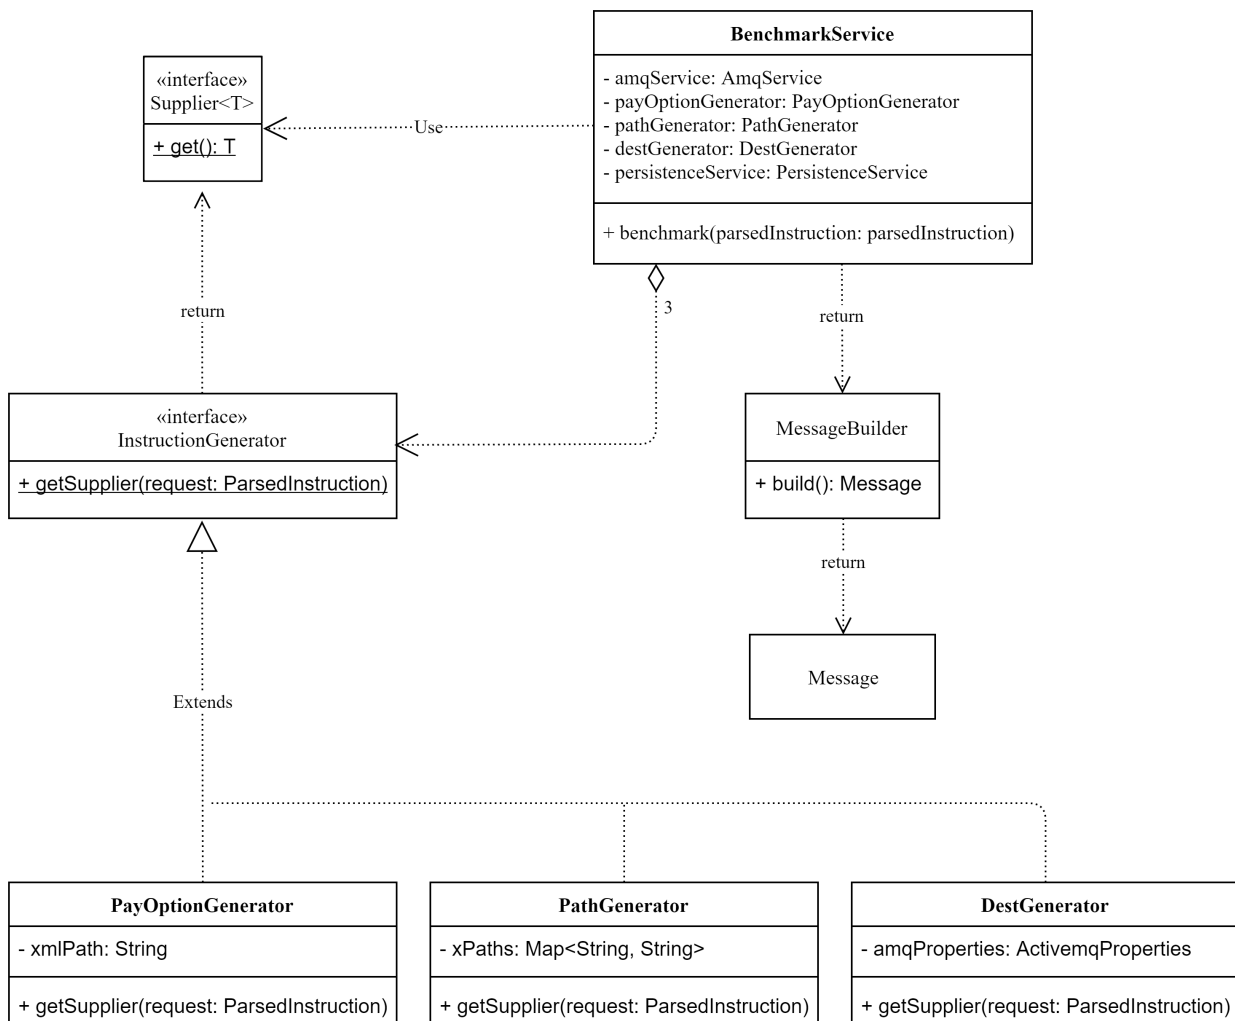 BenchmarkService
- amqService: AmqService
- payOptionGenerator: PayOptionGenerator
- pathGenerator: PathGenerator
- destGenerator: DestGenerator
- persistenceService: PersistenceService
+ benchmark(parsedInstruction: parsedInstruction)
«interface»
Supplier<T>
+ get(): T
Use
return
3
return
«interface»
InstructionGenerator
+ getSupplier(request: ParsedInstruction)
MessageBuilder
+ build(): Message
return
Message
Extends
PayOptionGenerator
- xmlPath: String
+ getSupplier(request: ParsedInstruction)
PathGenerator
- xPaths: Map<String, String>
+ getSupplier(request: ParsedInstruction)
DestGenerator
- amqProperties: ActivemqProperties
+ getSupplier(request: ParsedInstruction)